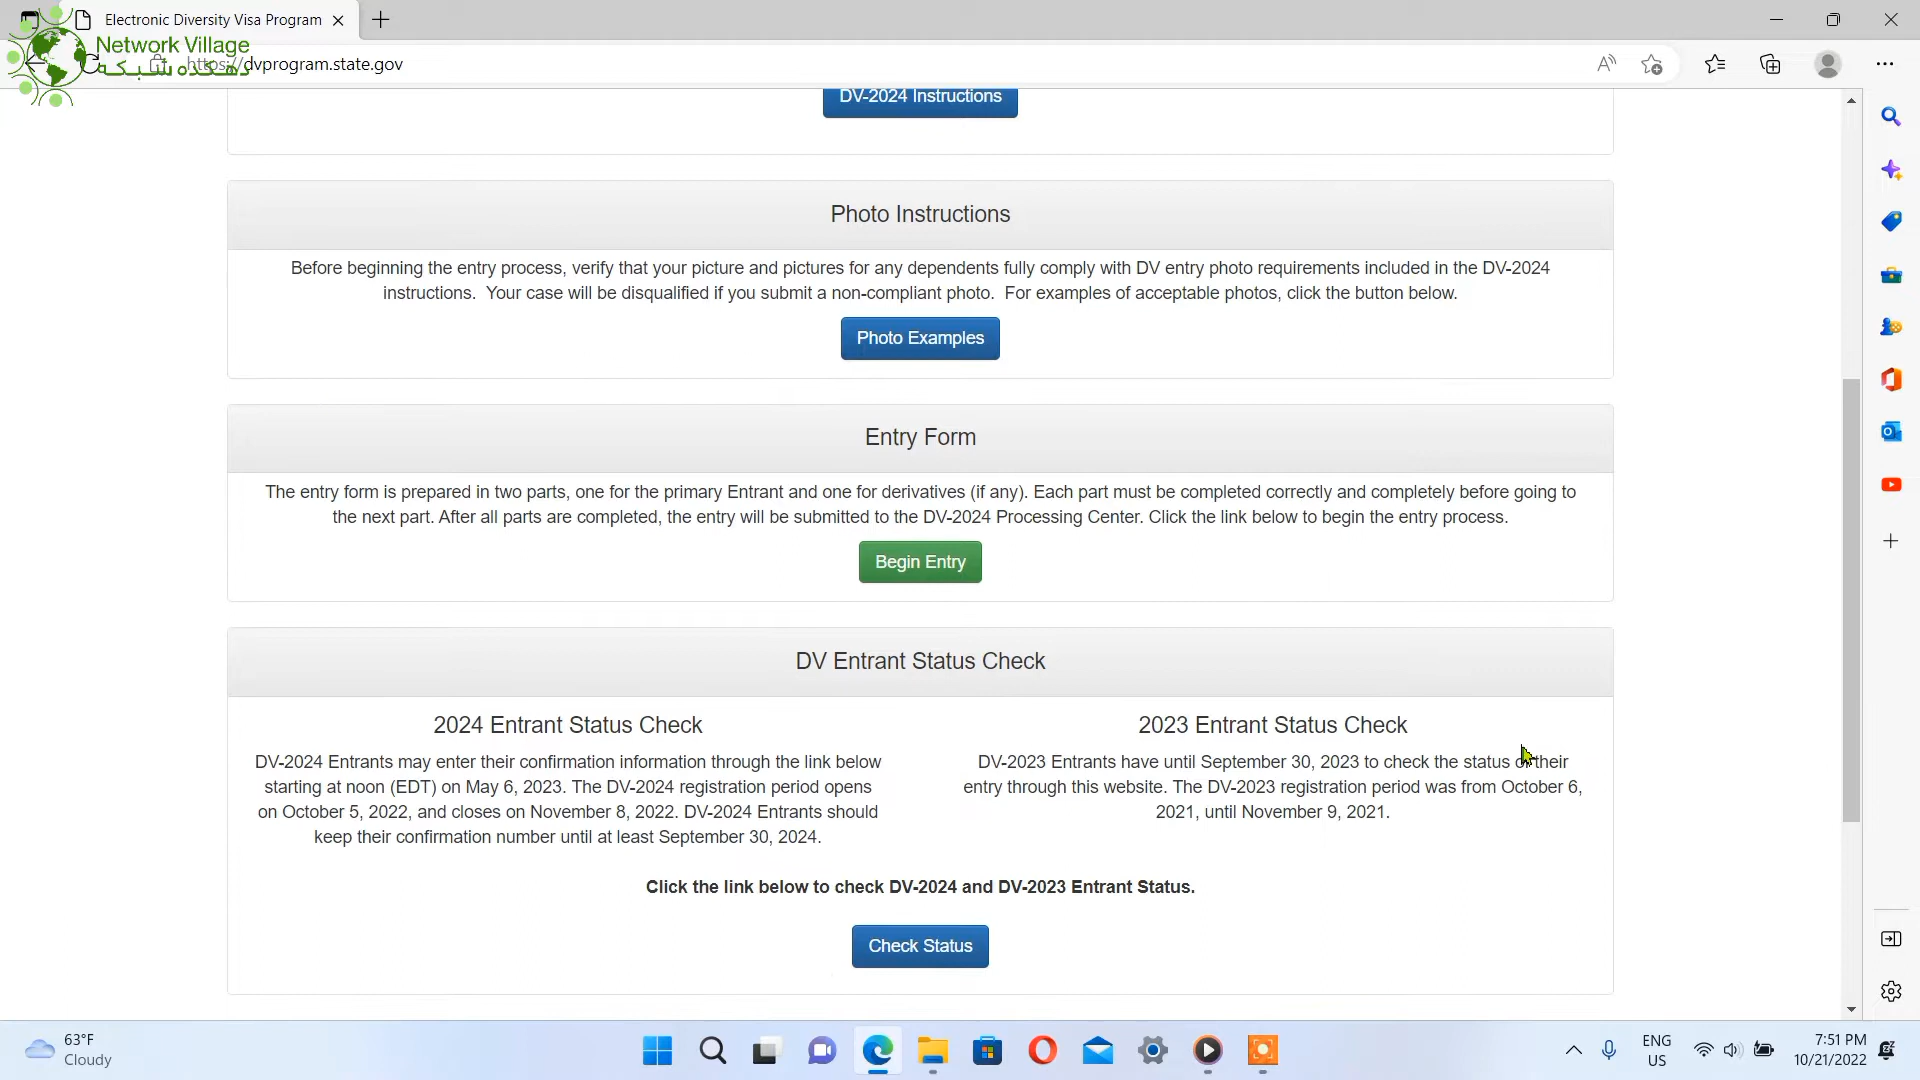 Electronic Diversity Visa Program
Network Village
دهکده شبکه
https://dvprogram.state.gov
DV-2024 Instructions
Photo Instructions
Before beginning the entry process, verify that your picture and pictures for any dependents fully comply with DV entry photo requirements included in the DV-2024
instructions. Your case will be disqualified if you submit a non-compliant photo. For examples of acceptable photos, click the button below.
Photo Examples
Entry Form
The entry form is prepared in two parts, one for the primary Entrant and one for derivatives (if any). Each part must be completed correctly and completely before going to
the next part. After all parts are completed, the entry will be submitted to the DV-2024 Processing Center. Click the link below to begin the entry process.
Begin Entry
DV Entrant Status Check
2024 Entrant Status Check
DV-2024 Entrants may enter their confirmation information through the link below
starting at noon (EDT) on May 6, 2023. The DV-2024 registration period opens
on October 5, 2022, and closes on November 8, 2022. DV-2024 Entrants should
keep their confirmation number until at least September 30, 2024.
2023 Entrant Status Check
DV-2023 Entrants have until September 30, 2023 to check the status of their
entry through this website. The DV-2023 registration period was from October 6,
2021, until November 9, 2021.
Click the link below to check DV-2024 and DV-2023 Entrant Status.
Check Status
63°F
Cloudy
ENG
US
7:51 PM
10/21/2022